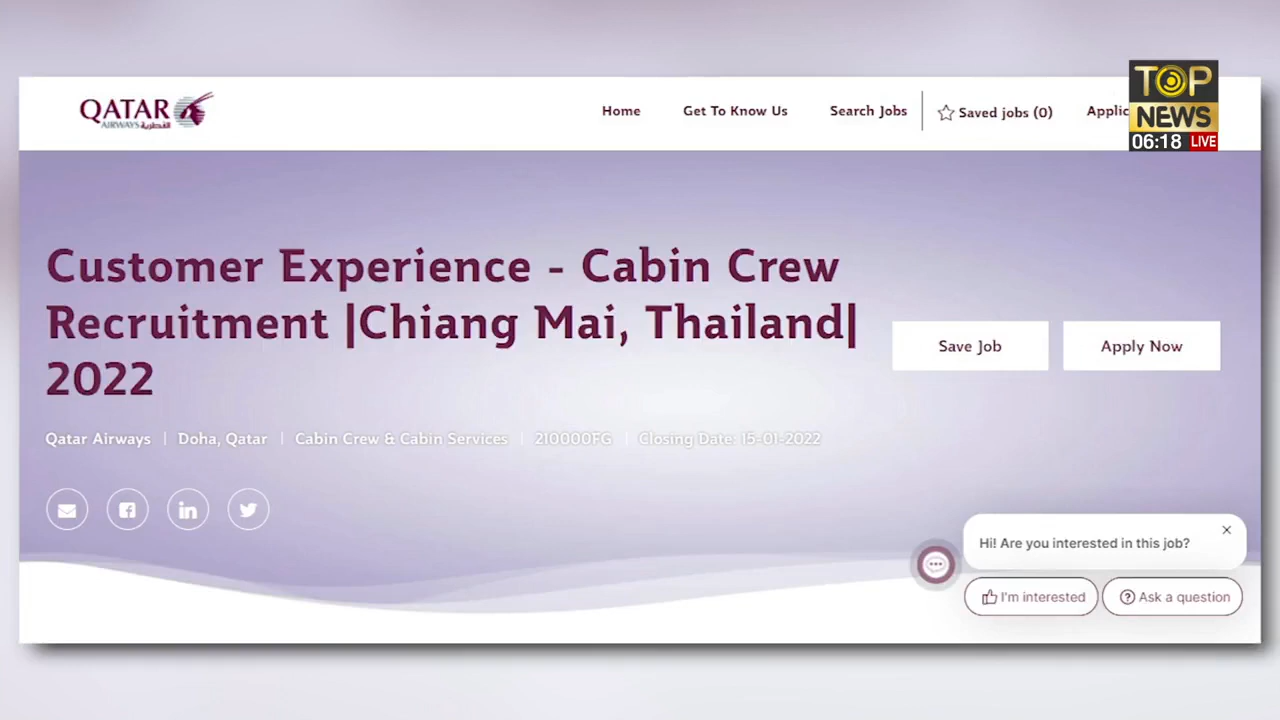 QATAR
AIRWAYS القطرية
Home
Get To Know Us
Search Jobs
Saved jobs (0)
Applic
TOP
NEWS
06:18 LIVE
Customer Experience - Cabin Crew
Recruitment |Chiang Mai, Thailand|
2022
Save Job
Apply Now
Qatar Airways | Doha, Qatar | Cabin Crew & Cabin Services | 210000FG | Closing Date: 15-01-2022
Hi! Are you interested in this job?
I'm interested
Ask a question